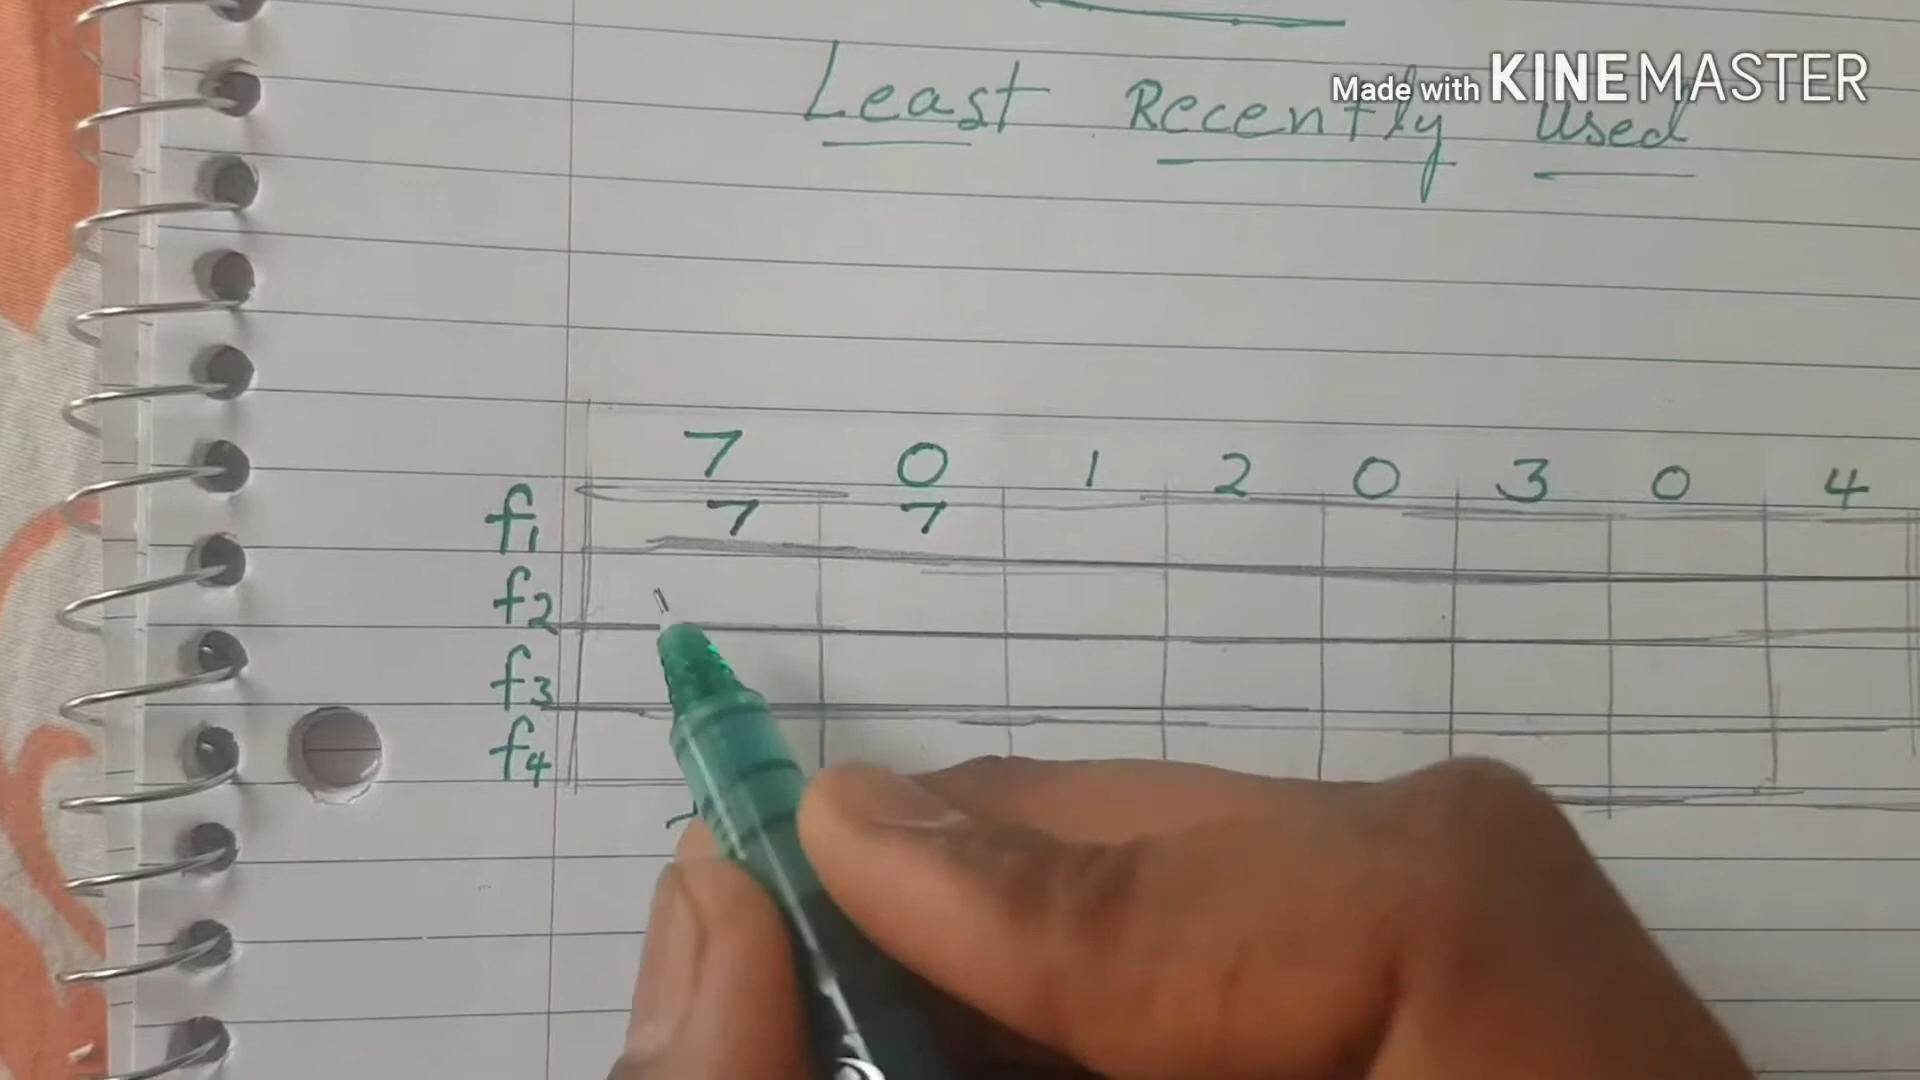 Made with KINEMASTER
Least Recently Used
7 0 1 2 0 3 0 4
f1 7 7
f2
f3
f4